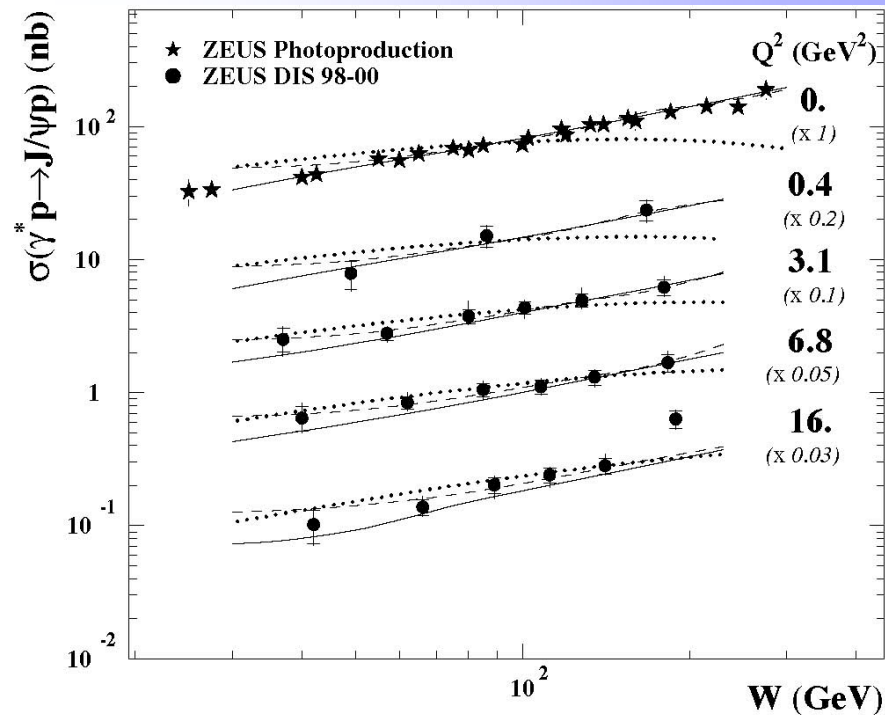 ★ ZEUS Photoproduction
● ZEUS DIS 98-00
Q² (GeV²)
0.
(x 1)
0.4
(x 0.2)
3.1
(x 0.1)
6.8
(x 0.05)
16.
(x 0.03)
σ(γ* p→J/ψp) (nb)
10²
10
1
10⁻¹
10⁻²
10²
W (GeV)